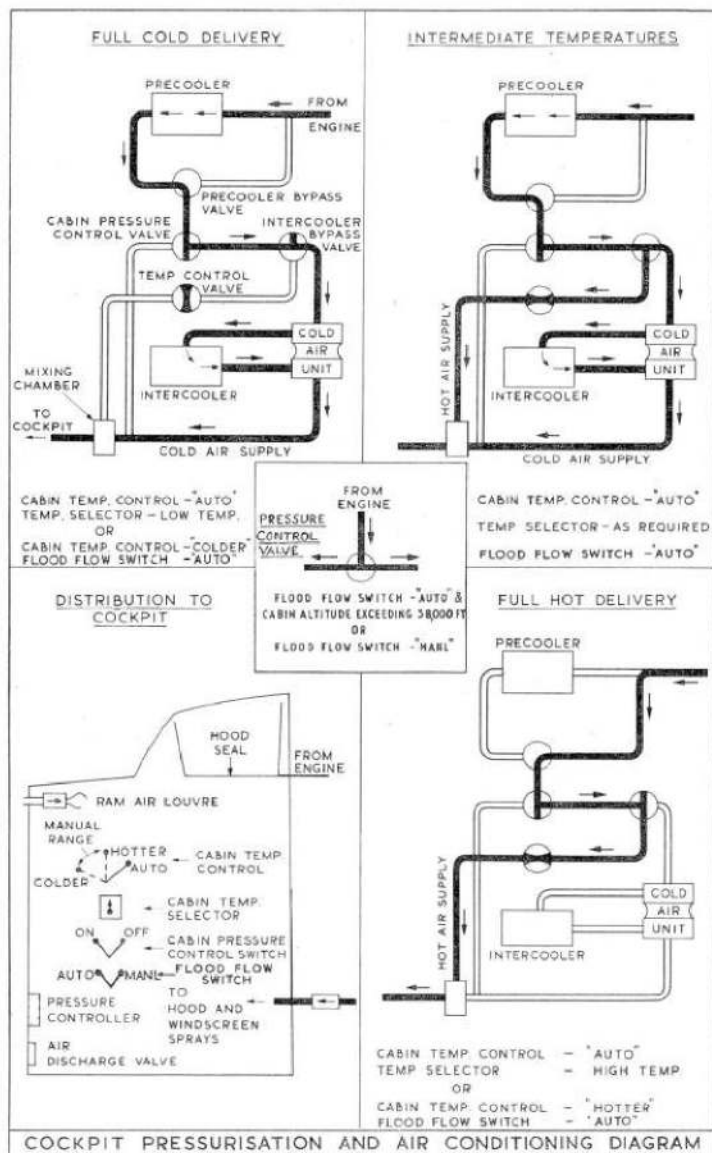 FULL COLD DELIVERY
PRECOOLER
FROM
ENGINE
PRECOOLER BYPASS
VALVE
CABIN PRESSURE
CONTROL VALVE
INTERCOOLER
BYPASS
VALVE
TEMP CONTROL
VALVE
COLD
AIR
UNIT
MIXING
CHAMBER
INTERCOOLER
TO
COCKPIT
COLD AIR SUPPLY
CABIN TEMP. CONTROL-"AUTO"
TEMP. SELECTOR-LOW TEMP.
OR
CABIN TEMP. CONTROL-"COLDER"
FLOOD FLOW SWITCH -"AUTO"
INTERMEDIATE TEMPERATURES
PRECOOLER
HOT AIR SUPPLY
COLD
AIR
UNIT
INTERCOOLER
COLD AIR SUPPLY
CABIN TEMP. CONTROL -"AUTO"
TEMP SELECTOR-AS REQUIRED
FLOOD FLOW SWITCH -"AUTO"
FROM
ENGINE
PRESSURE
CONTROL
VALVE
FLOOD FLOW SWITCH -"AUTO" &
CABIN ALTITUDE EXCEEDING 38,000 FT
OR
FLOOD FLOW SWITCH -"MANL"
DISTRIBUTION TO
COCKPIT
HOOD
SEAL
FROM
ENGINE
RAM AIR LOUVRE
MANUAL
RANGE
HOTTER
AUTO
COLDER
CABIN TEMP.
CONTROL
CABIN TEMP.
SELECTOR
ON OFF
CABIN PRESSURE
CONTROL SWITCH
AUTO MANL
FLOOD FLOW
SWITCH
PRESSURE
CONTROLLER
TO
HOOD AND
WINDSCREEN
SPRAYS
AIR
DISCHARGE VALVE
FULL HOT DELIVERY
PRECOOLER
HOT AIR SUPPLY
COLD
AIR
UNIT
INTERCOOLER
CABIN TEMP. CONTROL - "AUTO"
TEMP SELECTOR - HIGH TEMP.
OR
CABIN TEMP. CONTROL - "HOTTER"
FLOOD FLOW SWITCH - "AUTO"
COCKPIT PRESSURISATION AND AIR CONDITIONING DIAGRAM